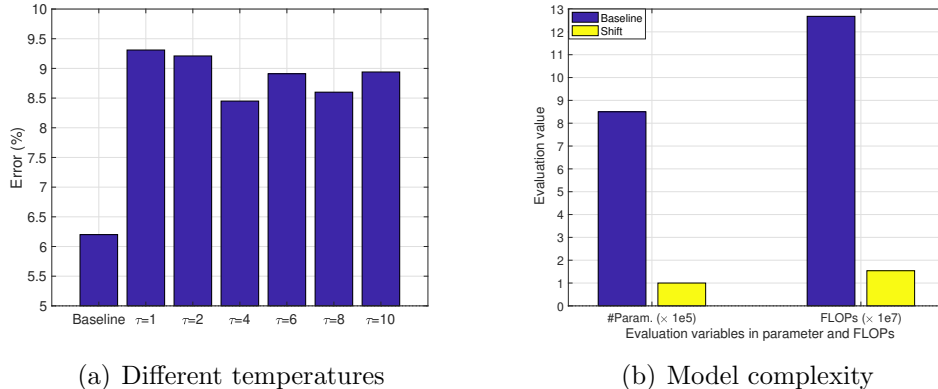 10
9.5
9
8.5
8
7.5
7
6.5
6
5.5
5
Error (%)
Baseline τ=1 τ=2 τ=4 τ=6 τ=8 τ=10
(a) Different temperatures
13
12
11
10
9
8
7
6
5
4
3
2
1
0
Evaluation value
Baseline
Shift
#Param. (× 1e5) FLOPs (× 1e7)
Evaluation variables in parameter and FLOPs
(b) Model complexity